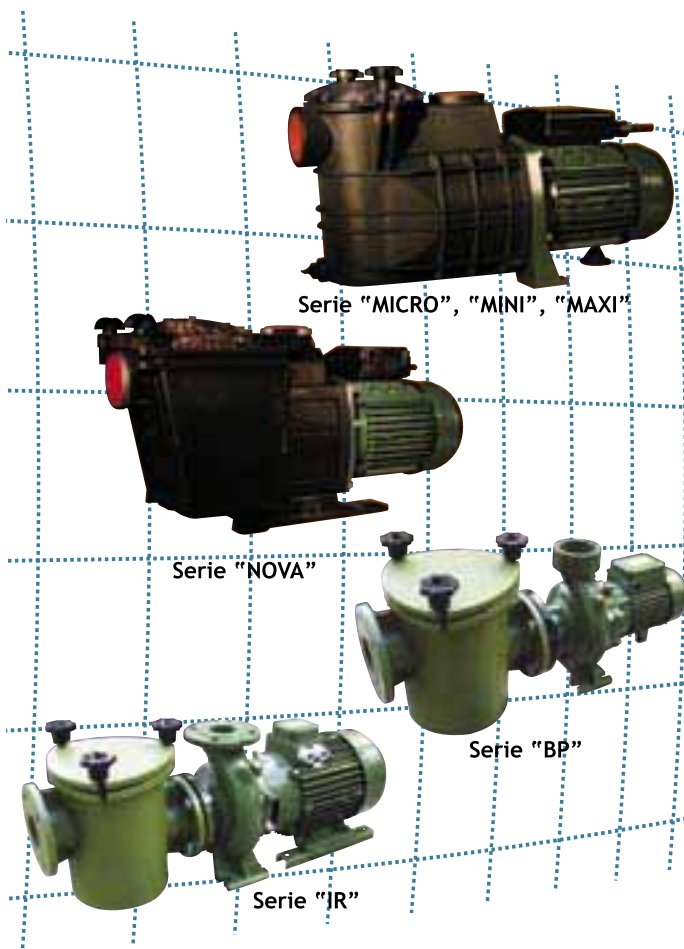 Serie “MICRO”, “MINI”, “MAXI”
Serie “NOVA”
Serie “BP”
Serie “IR”